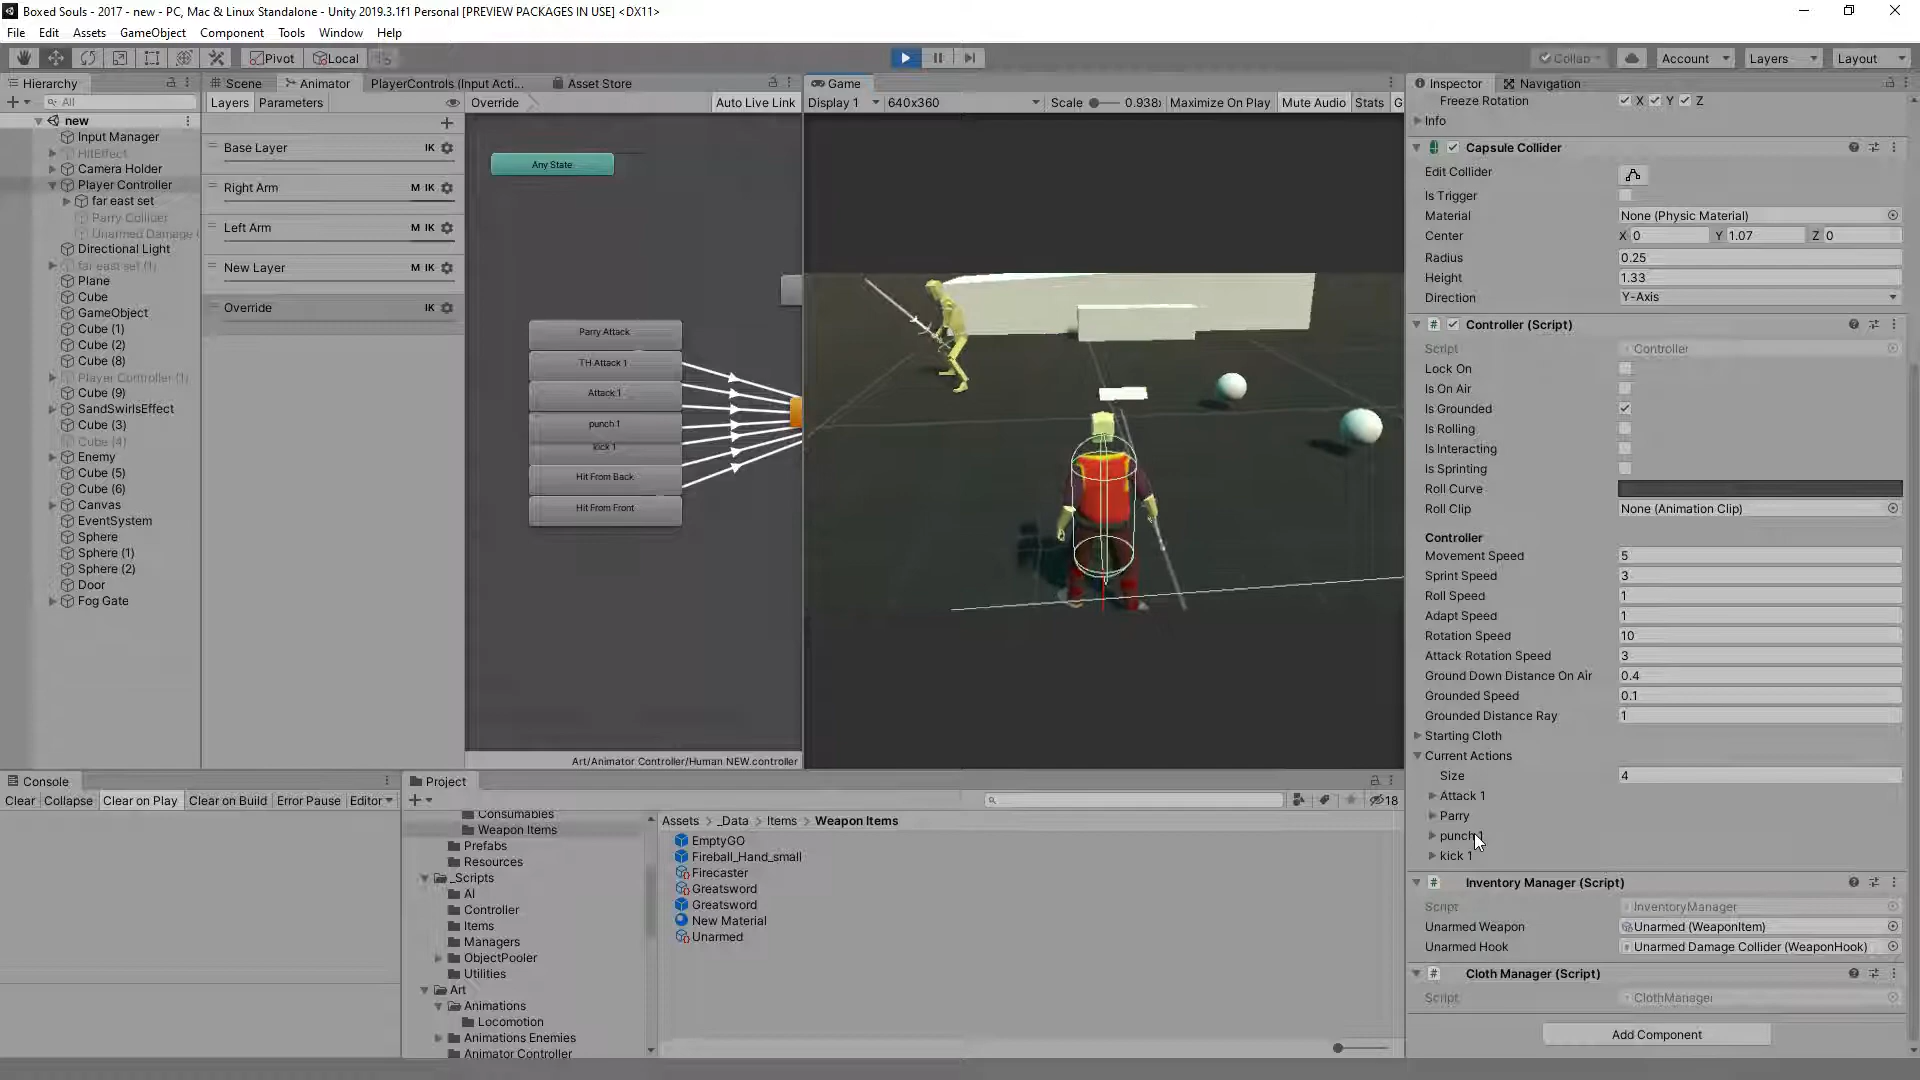 Boxed Souls - 2017 - new - PC, Mac & Linux Standalone - Unity 2019.3.1f1 Personal [PREVIEW PACKAGES IN USE] <DX11>
File Edit Assets GameObject Component Tools Window Help
Pivot Local Collab Account Layers Layout
Hierarchy
All
new
Input Manager
HitEffect
Camera Holder
Player Controller
far east set
Parry Collider
Unarmed Damage
Directional Light
far east set (1)
Plane
Cube
GameObject
Cube (1)
Cube (2)
Cube (8)
Player Controller (1)
Cube (9)
SandSwirlsEffect
Cube (3)
Cube (4)
Enemy
Cube (5)
Cube (6)
Canvas
EventSystem
Sphere
Sphere (1)
Sphere (2)
Door
Fog Gate
Scene Animator PlayerControls (Input Acti... Asset Store
Layers Parameters Override Auto Live Link
Base Layer IK
Right Arm M IK
Left Arm M IK
New Layer M IK
Override IK
Any State
Parry Attack
TH Attack 1
Attack 1
punch 1
kick 1
Hit From Back
Hit From Front
Art/Animator Controller/Human NEW.controller
Game
Display 1 640x360 Scale 0.938x Maximize On Play Mute Audio Stats G
Inspector Navigation
Freeze Rotation X Y Z
Info
Capsule Collider
Edit Collider
Is Trigger
Material None (Physic Material)
Center X 0 Y 1.07 Z 0
Radius 0.25
Height 1.33
Direction Y-Axis
Controller (Script)
Script Controller
Lock On
Is On Air
Is Grounded
Is Rolling
Is Interacting
Is Sprinting
Roll Curve
Roll Clip None (Animation Clip)
Controller
Movement Speed 5
Sprint Speed 3
Roll Speed 1
Adapt Speed 1
Rotation Speed 10
Attack Rotation Speed 3
Ground Down Distance On Air 0.4
Grounded Speed 0.1
Grounded Distance Ray 1
Starting Cloth
Current Actions
Size 4
Attack 1
Parry
punch 1
kick 1
Inventory Manager (Script)
Script InventoryManager
Unarmed Weapon Unarmed (WeaponItem)
Unarmed Hook Unarmed Damage Collider (WeaponHook)
Cloth Manager (Script)
Script ClothManager
Add Component
Console
Clear Collapse Clear on Play Clear on Build Error Pause Editor
Project
18
Consumables
Weapon Items
Prefabs
Resources
_Scripts
AI
Controller
Items
Managers
ObjectPooler
Utilities
Art
Animations
Locomotion
Animations Enemies
Animator Controller
Assets > _Data > Items > Weapon Items
EmptyGO
Fireball_Hand_small
Firecaster
Greatsword
Greatsword
New Material
Unarmed